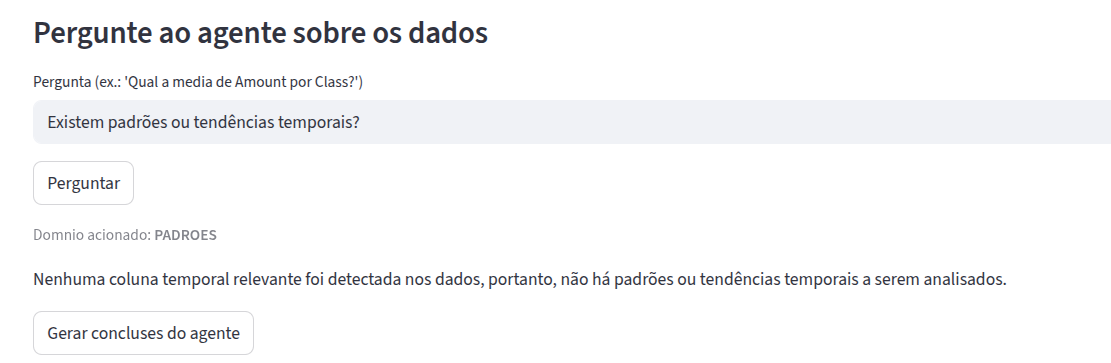 Pergunte ao agente sobre os dados
Pergunta (ex.: 'Qual a media de Amount por Class?')
Existem padrões ou tendências temporais?
Perguntar
Domnio acionado: PADROES
Nenhuma coluna temporal relevante foi detectada nos dados, portanto, não há padrões ou tendências temporais a serem analisados.
Gerar concluses do agente